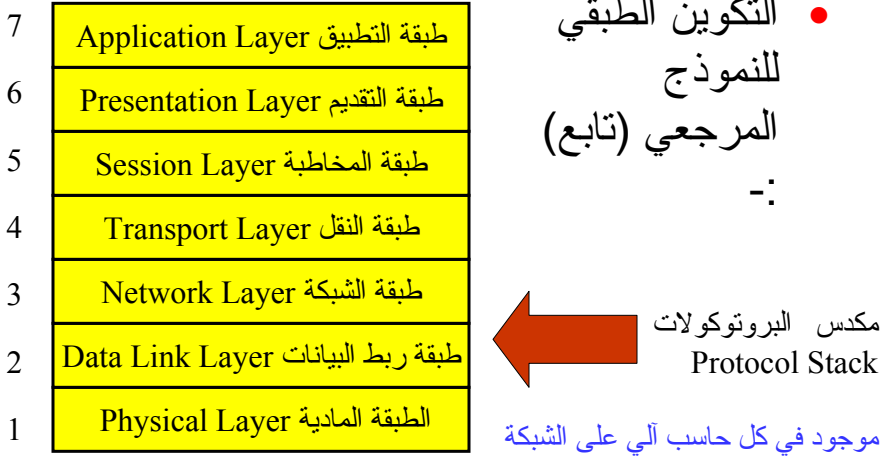 • التكوين الطبقي
للنموذج
المرجعي (تابع)
:-
7 طبقة التطبيق Application Layer
6 طبقة التقديم Presentation Layer
5 طبقة المخاطبة Session Layer
4 طبقة النقل Transport Layer
3 طبقة الشبكة Network Layer
2 طبقة ربط البيانات Data Link Layer
1 الطبقة المادية Physical Layer
مكدس البروتوكولات
Protocol Stack
موجود في كل حاسب آلي على الشبكة